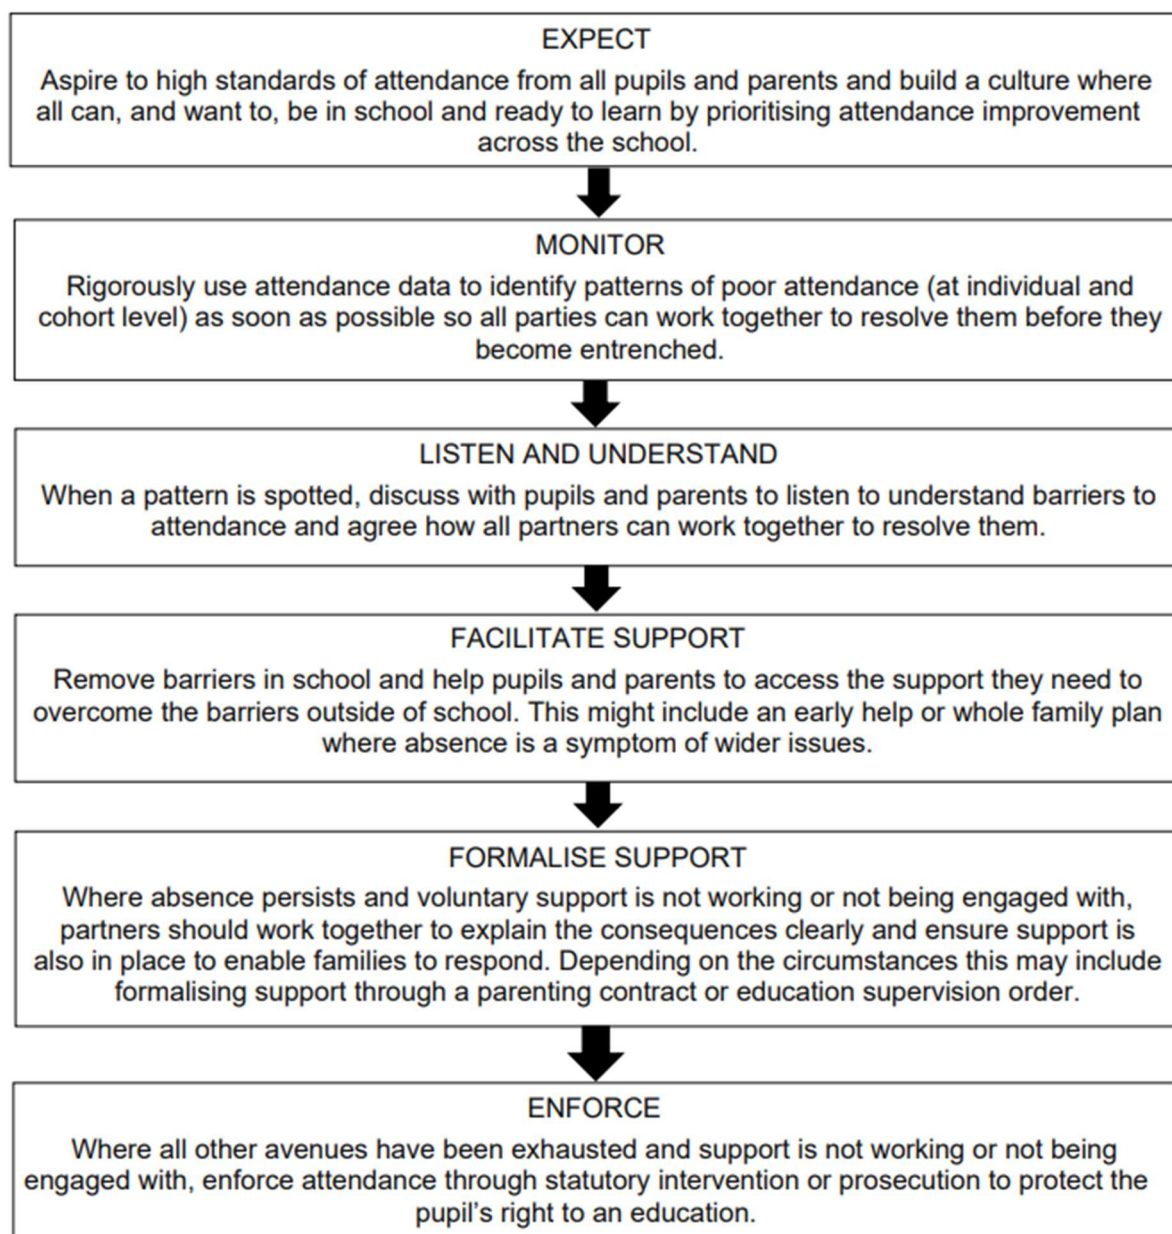 EXPECT
Aspire to high standards of attendance from all pupils and parents and build a culture where
all can, and want to, be in school and ready to learn by prioritising attendance improvement
across the school.
MONITOR
Rigorously use attendance data to identify patterns of poor attendance (at individual and
cohort level) as soon as possible so all parties can work together to resolve them before they
become entrenched.
LISTEN AND UNDERSTAND
When a pattern is spotted, discuss with pupils and parents to listen to understand barriers to
attendance and agree how all partners can work together to resolve them.
FACILITATE SUPPORT
Remove barriers in school and help pupils and parents to access the support they need to
overcome the barriers outside of school. This might include an early help or whole family plan
where absence is a symptom of wider issues.
FORMALISE SUPPORT
Where absence persists and voluntary support is not working or not being engaged with,
partners should work together to explain the consequences clearly and ensure support is
also in place to enable families to respond. Depending on the circumstances this may include
formalising support through a parenting contract or education supervision order.
ENFORCE
Where all other avenues have been exhausted and support is not working or not being
engaged with, enforce attendance through statutory intervention or prosecution to protect the
pupil's right to an education.